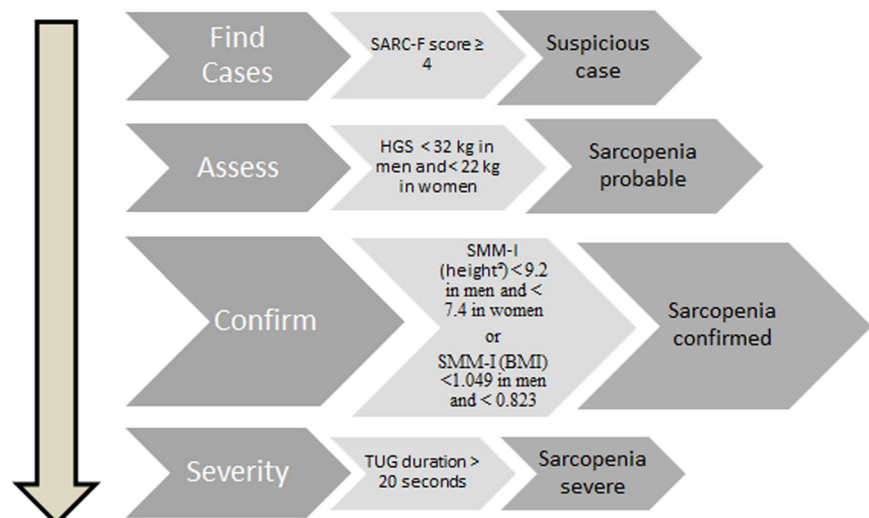 Find
Cases
SARC-F score ≥
4
Suspicious
case
Assess
HGS < 32 kg in
men and < 22 kg
in women
Sarcopenia
probable
Confirm
SMM-I
(height²) < 9.2
in men and <
7.4 in women
or
SMM-I (BMI)
<1.049 in men
and < 0.823
Sarcopenia
confirmed
Severity
TUG duration >
20 seconds
Sarcopenia
severe